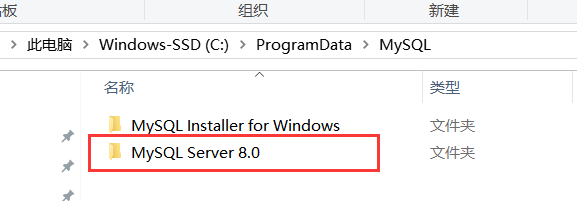 贴板
组织
新建
此电脑 > Windows-SSD (C:) > ProgramData > MySQL
名称
类型
MySQL Installer for Windows
文件夹
MySQL Server 8.0
文件夹